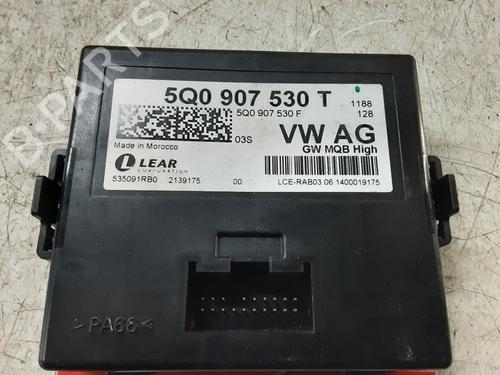 5Q0 907 530 T 1188
5Q0 907 530 F 128
03S VW AG
Made in Morocco GW MQB High
LEAR
CORPORATION
535091RB0 2139175 00 LCE-RAB03.06.1400019175
>PA66<